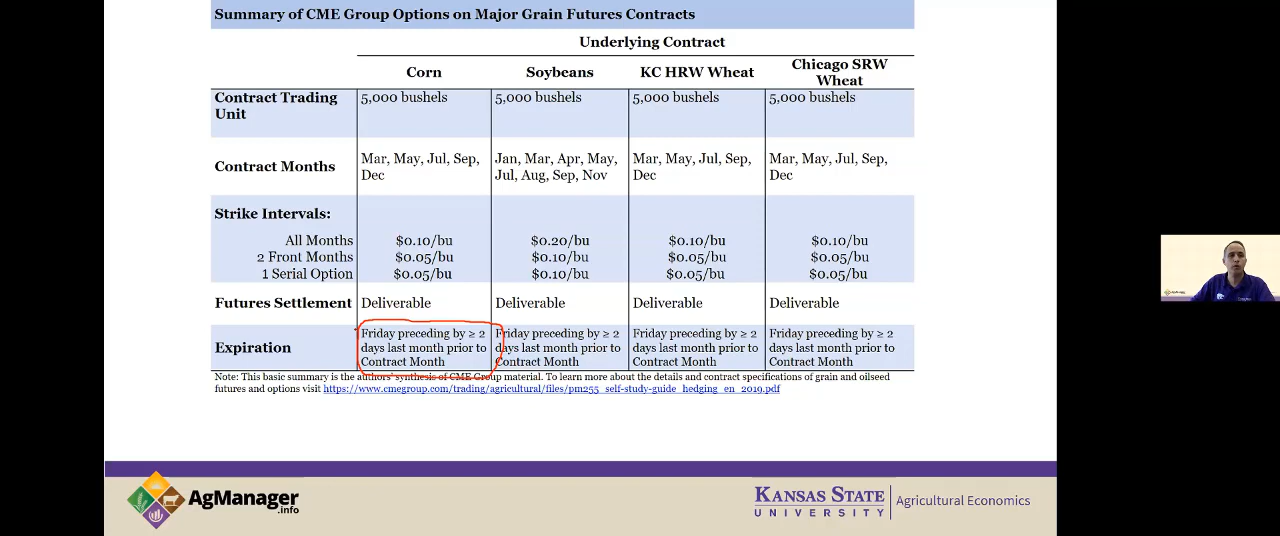 Summary of CME Group Options on Major Grain Futures Contracts
Underlying Contract
Corn
Soybeans
KC HRW Wheat
Chicago SRW
Wheat
Contract Trading
Unit
5,000 bushels
5,000 bushels
5,000 bushels
5,000 bushels
Contract Months
Mar, May, Jul, Sep,
Dec
Jan, Mar, Apr, May,
Jul, Aug, Sep, Nov
Mar, May, Jul, Sep,
Dec
Mar, May, Jul, Sep,
Dec
Strike Intervals:
All Months
$0.10/bu
$0.20/bu
$0.10/bu
$0.10/bu
2 Front Months
$0.05/bu
$0.10/bu
$0.05/bu
$0.05/bu
1 Serial Option
$0.05/bu
$0.10/bu
$0.05/bu
$0.05/bu
Futures Settlement
Deliverable
Deliverable
Deliverable
Deliverable
Expiration
Friday preceding by ≥ 2
days last month prior to
Contract Month
Friday preceding by ≥ 2
days last month prior to
Contract Month
Friday preceding by ≥ 2
days last month prior to
Contract Month
Friday preceding by ≥ 2
days last month prior to
Contract Month
Note: This basic summary is the authors' synthesis of CME Group material. To learn more about the details and contract specifications of grain and oilseed
futures and options visit https://www.cmegroup.com/trading/agricultural/files/pm255_self-study-guide_hedging_en_2019.pdf
AgManager
.info
KANSAS STATE
UNIVERSITY
Agricultural Economics